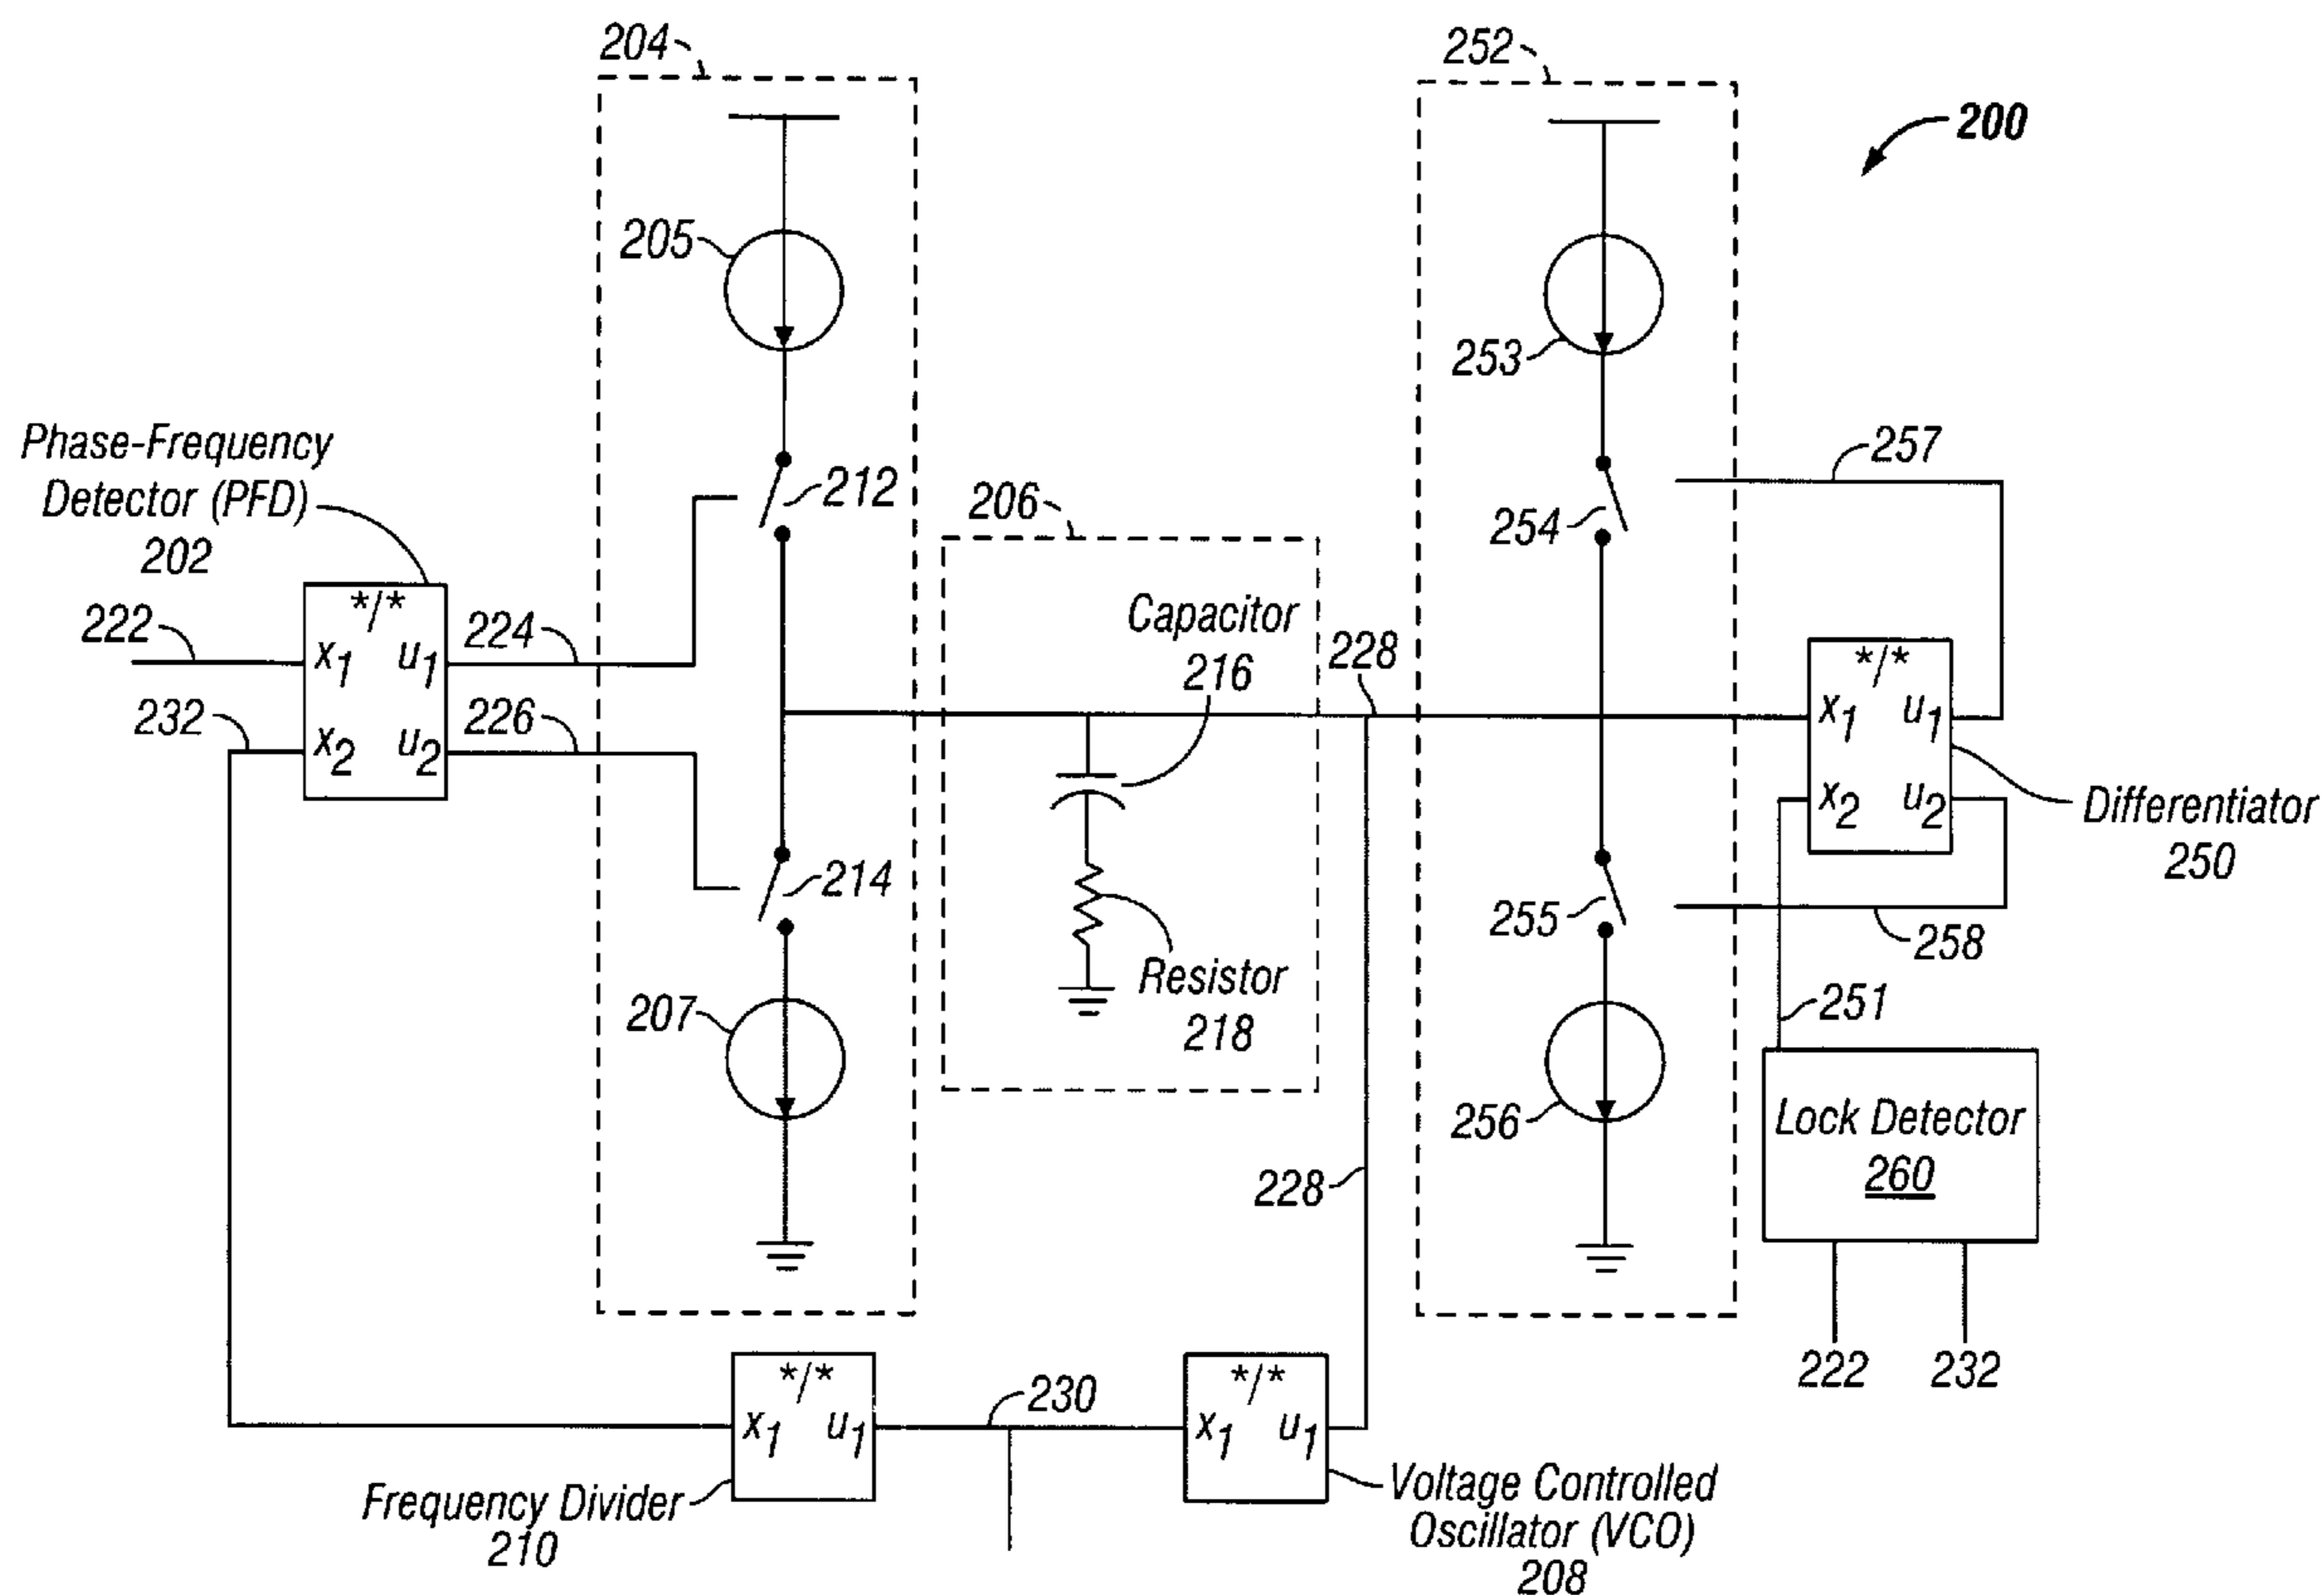 204
252
200
205
253
Phase-Frequency
Detector (PFD)
202
212
257
254
206
222
*/*
x1 u1
224
Capacitor
216
228
*/*
x1 u1
232
x2 u2
226
x2 u2
Differentiator
250
214
255
258
Resistor
218
251
207
256
Lock Detector
260
228
222
232
*/*
x1 u1
230
*/*
x1 u1
Frequency Divider
210
Voltage Controlled
Oscillator (VCO)
208